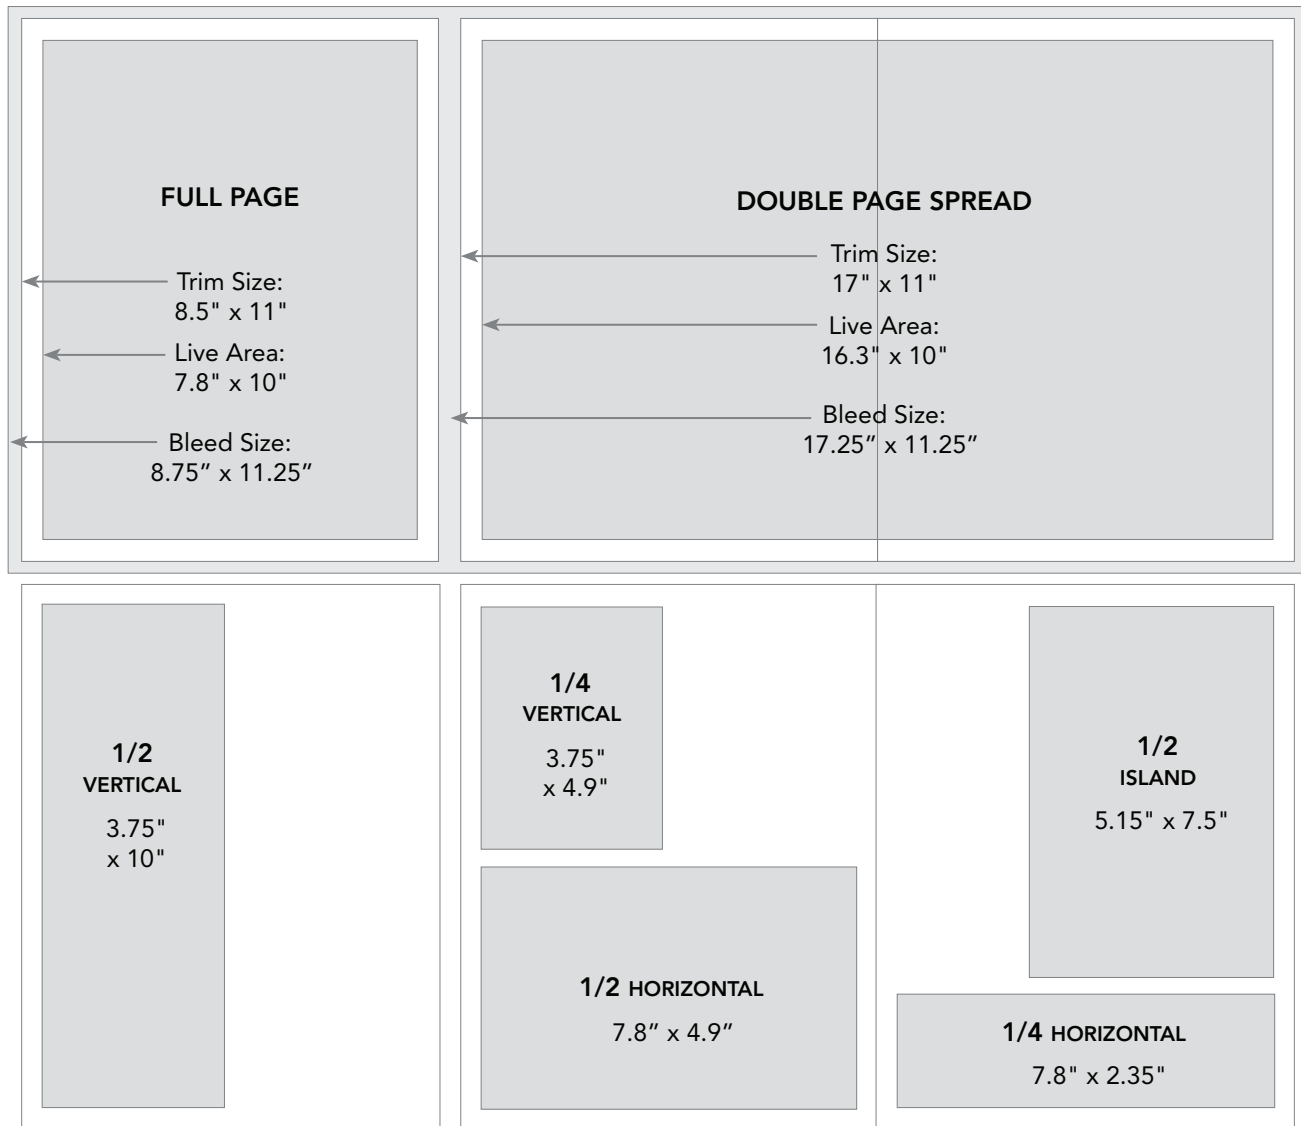 FULL PAGE
Trim Size:
8.5" x 11"
Live Area:
7.8" x 10"
Bleed Size:
8.75” x 11.25”
DOUBLE PAGE SPREAD
Trim Size:
17" x 11"
Live Area:
16.3" x 10"
Bleed Size:
17.25” x 11.25”
1/2
VERTICAL
3.75"
x 10"
1/4
VERTICAL
3.75"
x 4.9"
1/2 HORIZONTAL
7.8” x 4.9”
1/2
ISLAND
5.15" x 7.5"
1/4 HORIZONTAL
7.8" x 2.35"